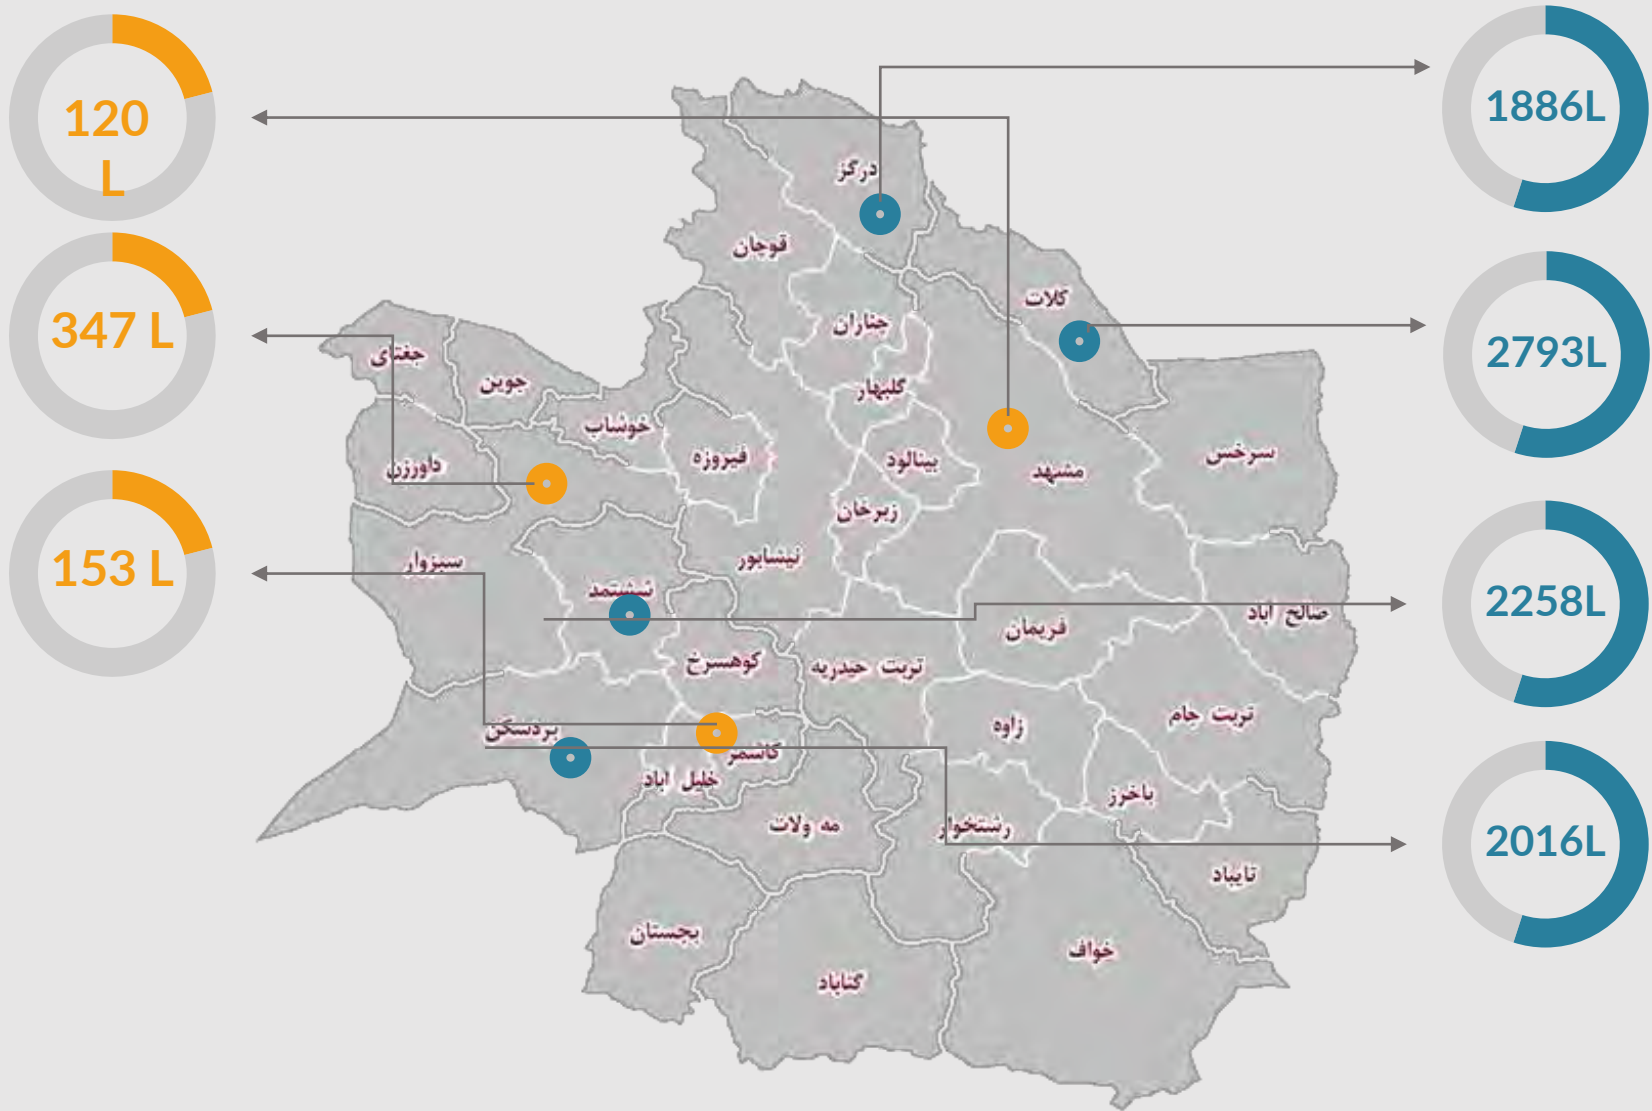 120
L
347 L
153 L
1886L
2793L
2258L
2016L
درگز
قوچان
کلات
چناران
جغتای
جوین
گلبهار
خوشاب
سرخس
فیروزه
بینالود
داورزن
مشهد
زبرخان
نیشابور
سبزوار
ششتمد
صالح آباد
فریمان
کوهسرخ
تربت حیدریه
تربت جام
زاوه
بردسکن
کاشمر
خلیل آباد
باخرز
مه ولات
رشتخوار
تایباد
بجستان
خواف
گناباد